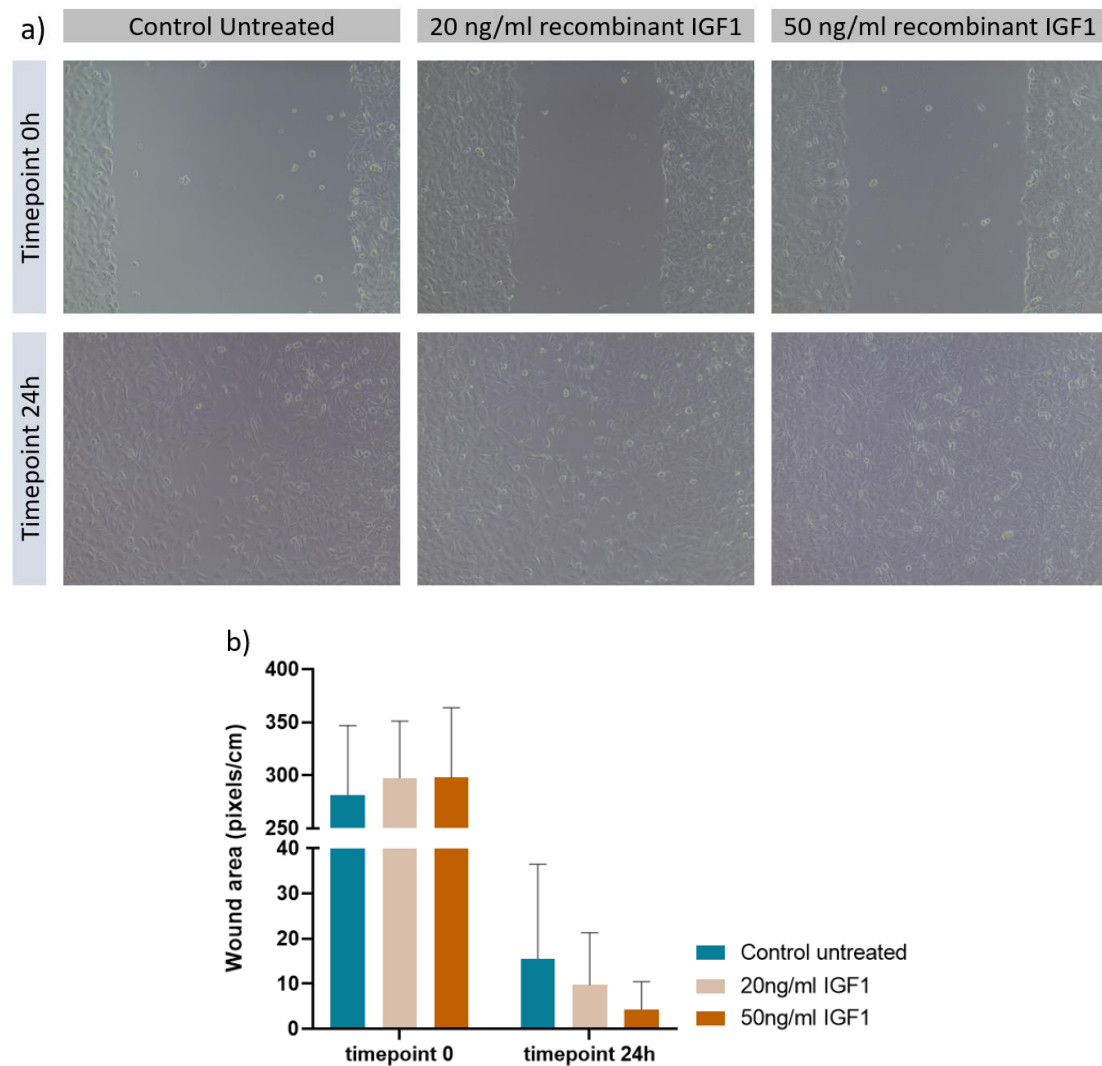 a)
Control Untreated
20 ng/ml recombinant IGF1
50 ng/ml recombinant IGF1
Timepoint 0h
Timepoint 24h
b)
Wound area (pixels/cm)
400
350
300
250
40
30
20
10
0
timepoint 0
timepoint 24h
Control untreated
20ng/ml IGF1
50ng/ml IGF1